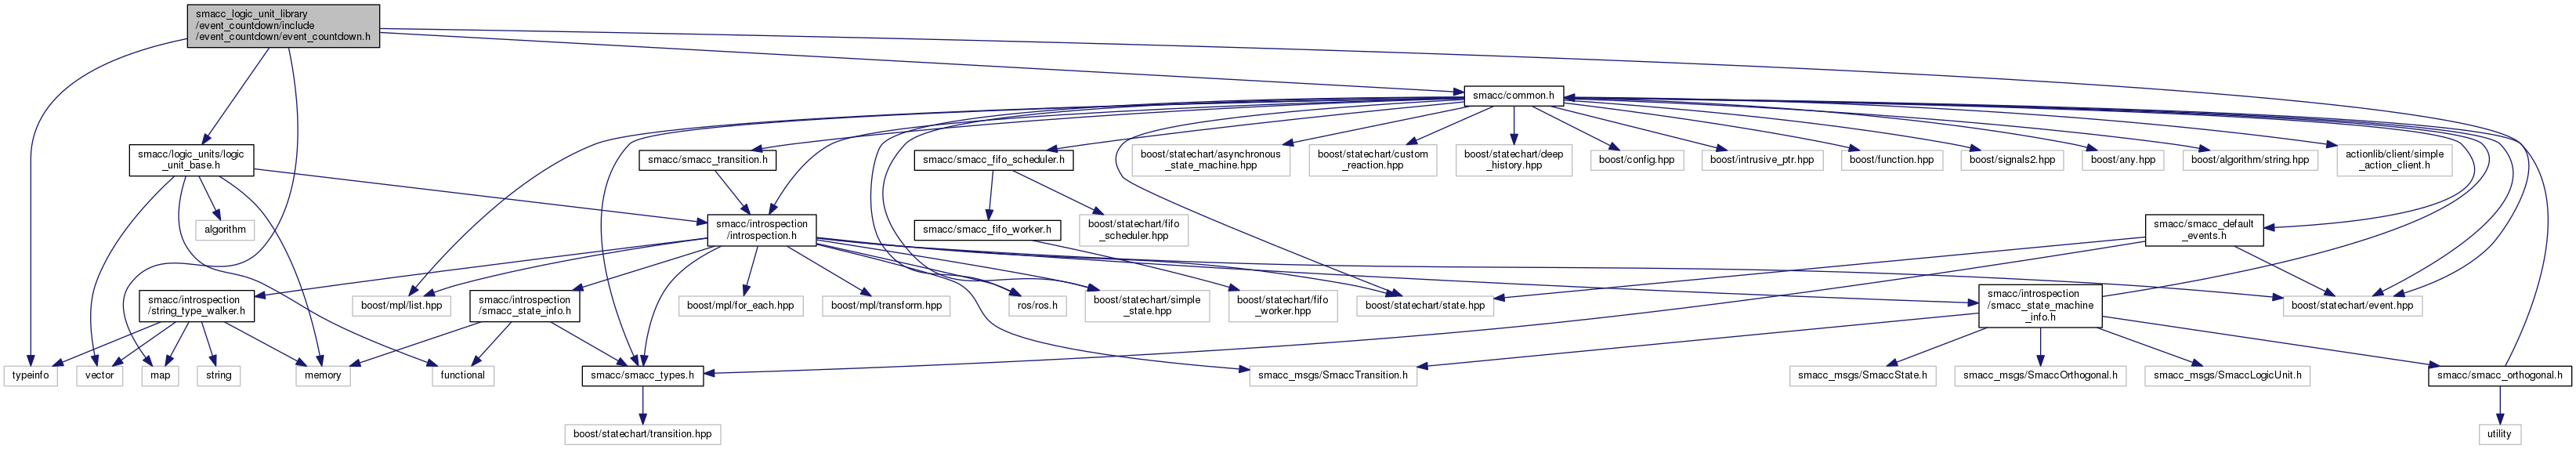 smacc_logic_unit_library
/event_countdown/include
/event_countdown/event_countdown.h
smacc/common.h
smacc/logic_units/logic
_unit_base.h
smacc/smacc_transition.h
smacc/smacc_fifo_scheduler.h
boost/statechart/asynchronous
_state_machine.hpp
boost/statechart/custom
_reaction.hpp
boost/statechart/deep
_history.hpp
boost/config.hpp
boost/intrusive_ptr.hpp
boost/function.hpp
boost/signals2.hpp
boost/any.hpp
boost/algorithm/string.hpp
actionlib/client/simple
_action_client.h
algorithm
smacc/introspection
/introspection.h
smacc/smacc_fifo_worker.h
boost/statechart/fifo
_scheduler.hpp
smacc/smacc_default
_events.h
smacc/introspection
/string_type_walker.h
boost/mpl/list.hpp
smacc/introspection
/smacc_state_info.h
boost/mpl/for_each.hpp
boost/mpl/transform.hpp
ros/ros.h
boost/statechart/simple
_state.hpp
boost/statechart/fifo
_worker.hpp
boost/statechart/state.hpp
smacc/introspection
/smacc_state_machine
_info.h
boost/statechart/event.hpp
typeinfo
vector
map
string
memory
functional
smacc/smacc_types.h
smacc_msgs/SmaccTransition.h
smacc_msgs/SmaccState.h
smacc_msgs/SmaccOrthogonal.h
smacc_msgs/SmaccLogicUnit.h
smacc/smacc_orthogonal.h
boost/statechart/transition.hpp
utility